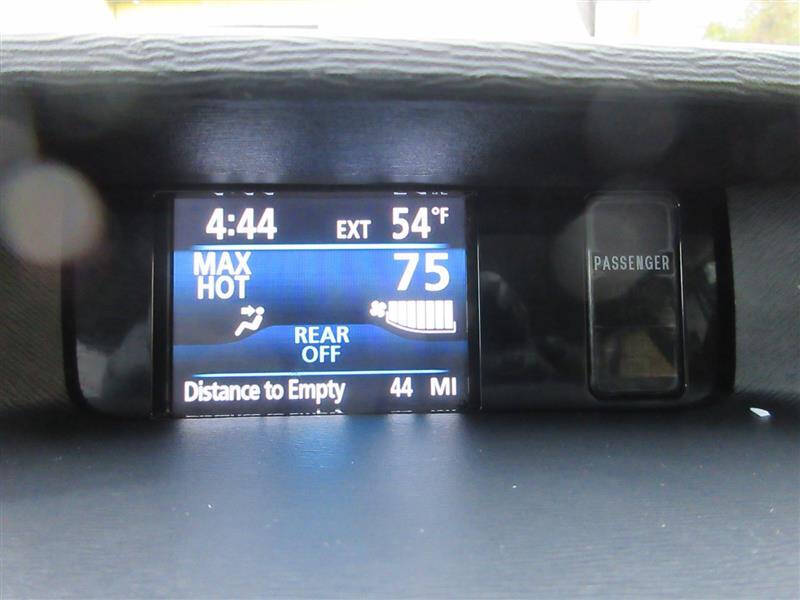 4:44 EXT 54°F
MAX HOT 75
REAR OFF
Distance to Empty 44 MI
PASSENGER